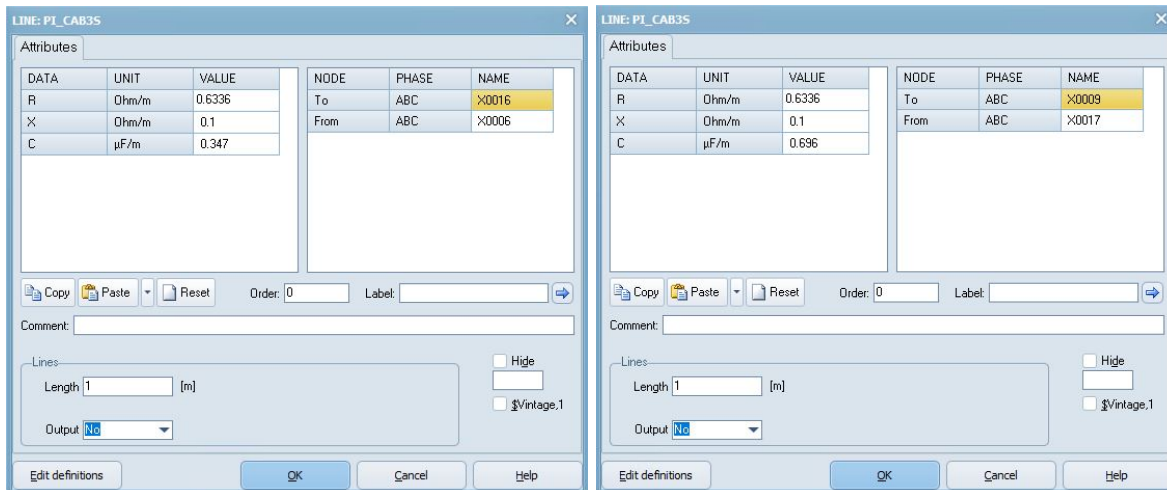 LINE: PI_CAB3S
Attributes
DATA UNIT VALUE
R Ohm/m 0.6336
X Ohm/m 0.1
C µF/m 0.347
NODE PHASE NAME
To ABC X0016
From ABC X0006
Copy Paste Reset Order: 0 Label:
Comment:
Lines
Length 1 [m]
Output No
Hide
$Vintage,1
Edit definitions OK Cancel Help
LINE: PI_CAB3S
Attributes
DATA UNIT VALUE
R Ohm/m 0.6336
X Ohm/m 0.1
C µF/m 0.696
NODE PHASE NAME
To ABC X0009
From ABC X0017
Copy Paste Reset Order: 0 Label:
Comment:
Lines
Length 1 [m]
Output No
Hide
$Vintage,1
Edit definitions OK Cancel Help